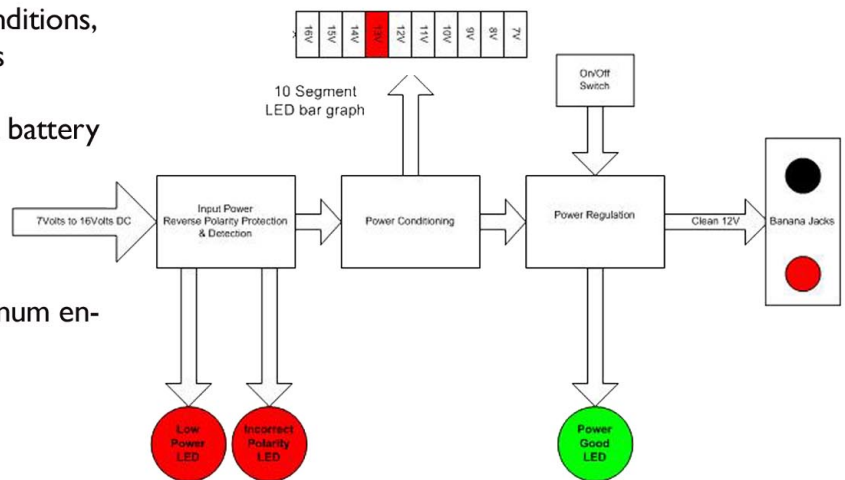 nditions,
s
battery
num en-
16V 15V 14V 13V 12V 11V 10V 9V 8V 7V
10 Segment
LED bar graph
On/Off
Switch
7Volts to 16Volts DC
Input Power
Reverse Polarity Protection
& Detection
Power Conditioning
Power Regulation
Clean 12V
Banana Jacks
Low
Power
LED
Incorrect
Polarity
LED
Power
Good
LED